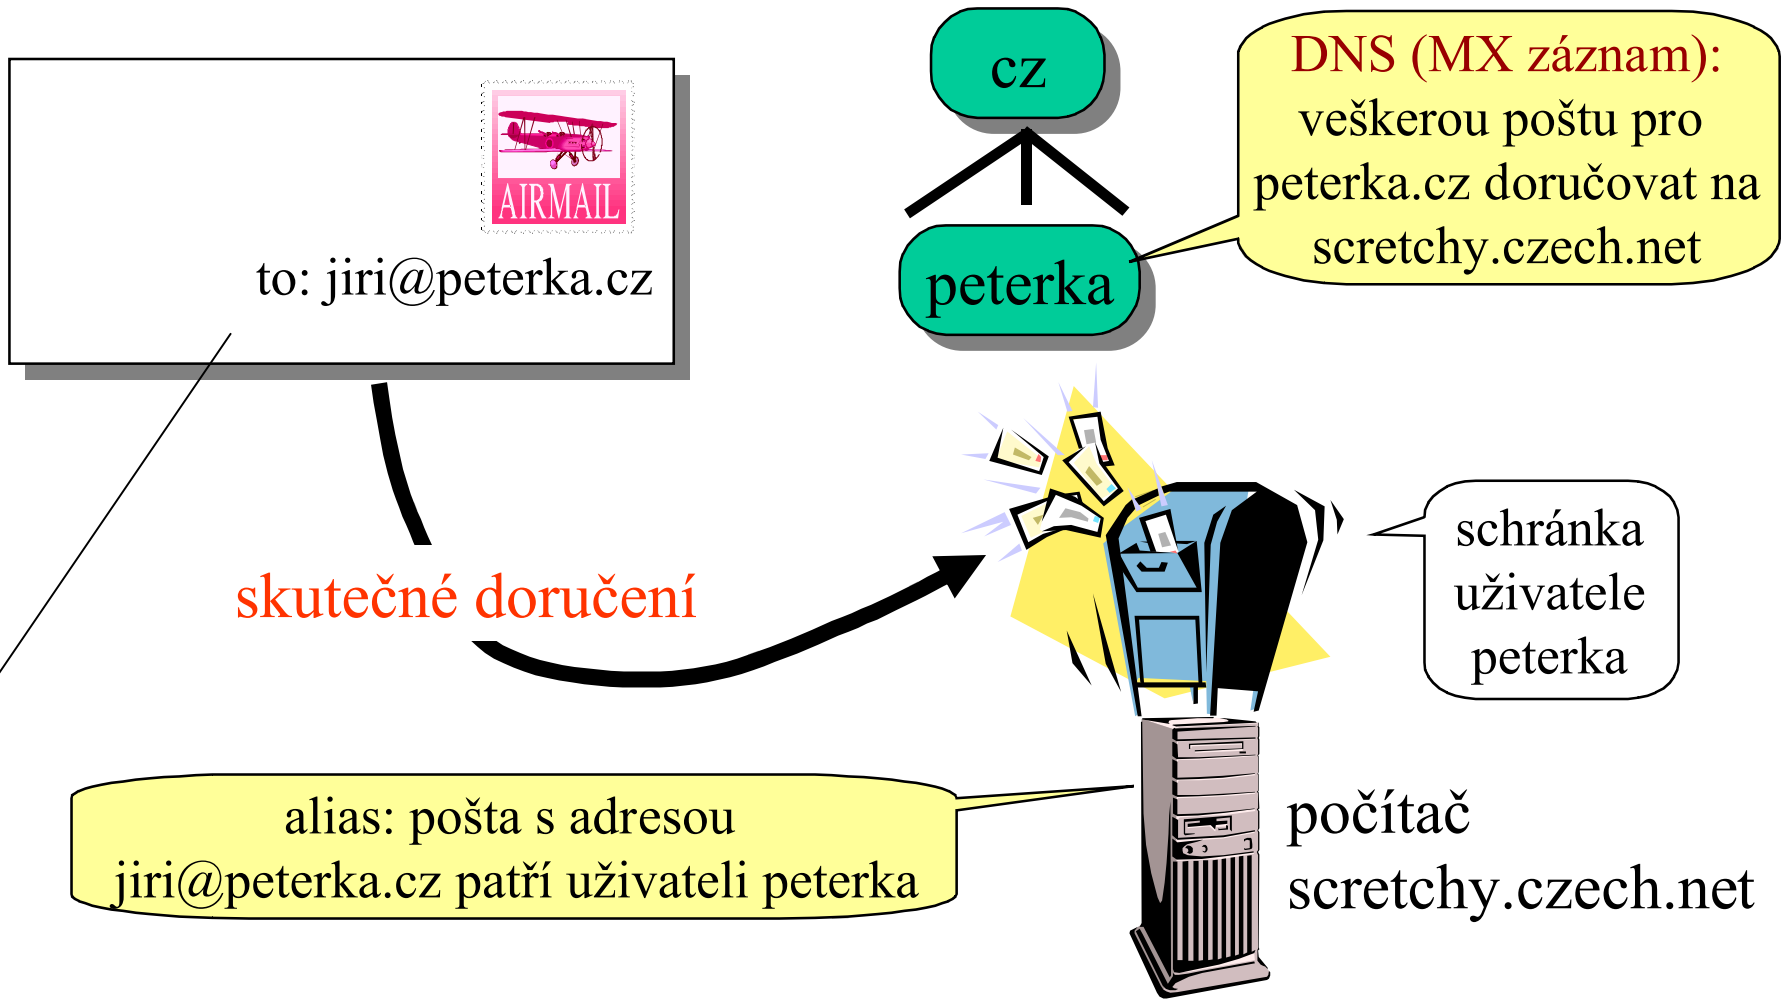 AIRMAIL
to: jiri@peterka.cz
cz
peterka
DNS (MX záznam):
veškerou poštu pro
peterka.cz doručovat na
scretchy.czech.net
skutečné doručení
schránka
uživatele
peterka
alias: pošta s adresou
jiri@peterka.cz patří uživateli peterka
počítač
scretchy.czech.net